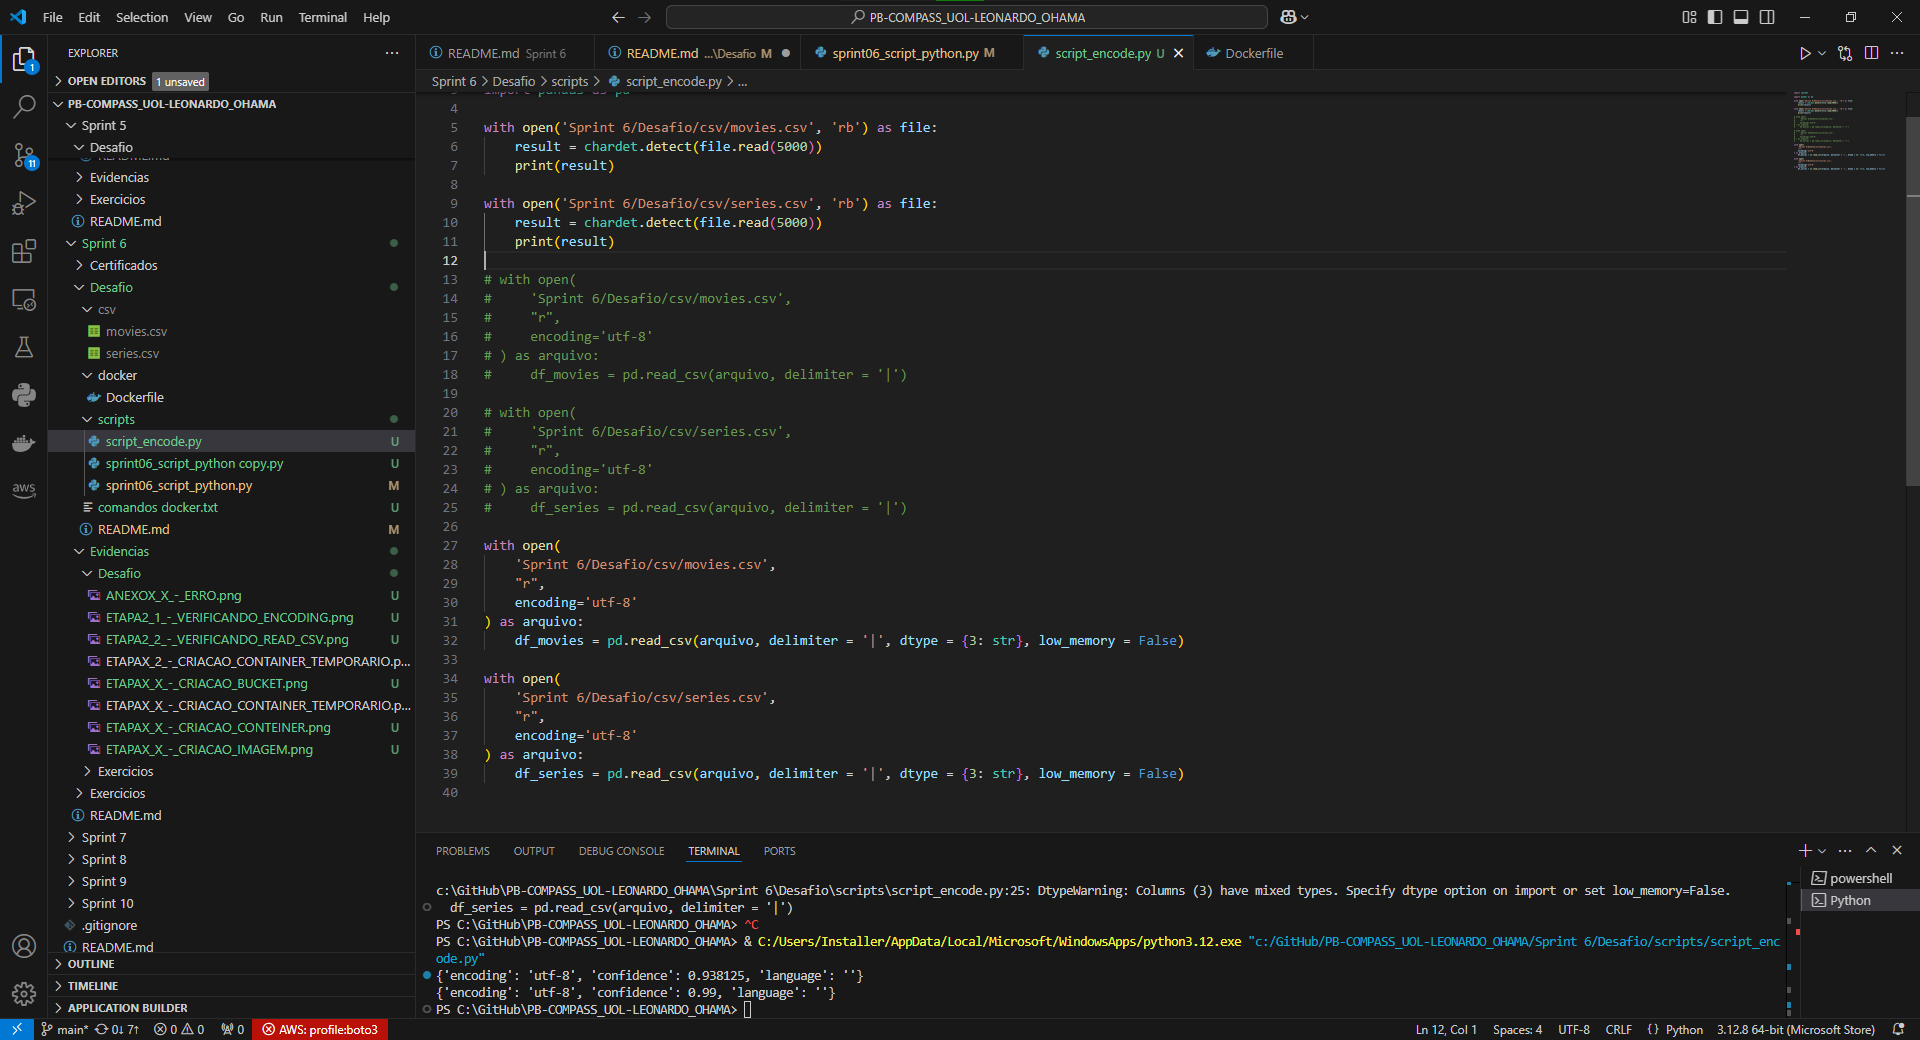 File Edit Selection View Go Run Terminal Help
PB-COMPASS_UOL-LEONARDO_OHAMA
EXPLORER
OPEN EDITORS 1 unsaved
PB-COMPASS_UOL-LEONARDO_OHAMA
Sprint 5
Desafio
README.md
Evidencias
Exercicios
README.md
Sprint 6
Certificados
Desafio
csv
movies.csv
series.csv
docker
Dockerfile
scripts
script_encode.py U
sprint06_script_python copy.py U
sprint06_script_python.py M
comandos docker.txt U
README.md M
Evidencias
Desafio
ANEXOX_X_-_ERRO.png U
ETAPA2_1_-_VERIFICANDO_ENCODING.png U
ETAPA2_2_-_VERIFICANDO_READ_CSV.png U
ETAPAX_2_-_CRIACAO_CONTAINER_TEMPORARIO.p...
ETAPAX_X_-_CRIACAO_BUCKET.png U
ETAPAX_X_-_CRIACAO_CONTAINER_TEMPORARIO.p...
ETAPAX_X_-_CRIACAO_CONTEINER.png U
ETAPAX_X_-_CRIACAO_IMAGEM.png U
Exercicios
Exercicios
README.md
Sprint 7
Sprint 8
Sprint 9
Sprint 10
.gitignore
README.md
OUTLINE
TIMELINE
APPLICATION BUILDER
1
11
aws
README.md Sprint 6
README.md ...\Desafio M
sprint06_script_python.py M
script_encode.py U
Dockerfile
Sprint 6 > Desafio > scripts > script_encode.py > ...
3 import pandas as pd
4
5 with open('Sprint 6/Desafio/csv/movies.csv', 'rb') as file:
6 result = chardet.detect(file.read(5000))
7 print(result)
8
9 with open('Sprint 6/Desafio/csv/series.csv', 'rb') as file:
10 result = chardet.detect(file.read(5000))
11 print(result)
12
13 # with open(
14 # 'Sprint 6/Desafio/csv/movies.csv',
15 # "r",
16 # encoding='utf-8'
17 # ) as arquivo:
18 # df_movies = pd.read_csv(arquivo, delimiter = '|')
19
20 # with open(
21 # 'Sprint 6/Desafio/csv/series.csv',
22 # "r",
23 # encoding='utf-8'
24 # ) as arquivo:
25 # df_series = pd.read_csv(arquivo, delimiter = '|')
26
27 with open(
28 'Sprint 6/Desafio/csv/movies.csv',
29 "r",
30 encoding='utf-8'
31 ) as arquivo:
32 df_movies = pd.read_csv(arquivo, delimiter = '|', dtype = {3: str}, low_memory = False)
33
34 with open(
35 'Sprint 6/Desafio/csv/series.csv',
36 "r",
37 encoding='utf-8'
38 ) as arquivo:
39 df_series = pd.read_csv(arquivo, delimiter = '|', dtype = {3: str}, low_memory = False)
40
PROBLEMS OUTPUT DEBUG CONSOLE TERMINAL PORTS
c:\GitHub\PB-COMPASS_UOL-LEONARDO_OHAMA\Sprint 6\Desafio\scripts\script_encode.py:25: DtypeWarning: Columns (3) have mixed types. Specify dtype option on import or set low_memory=False.
df_series = pd.read_csv(arquivo, delimiter = '|')
PS C:\GitHub\PB-COMPASS_UOL-LEONARDO_OHAMA> ^C
PS C:\GitHub\PB-COMPASS_UOL-LEONARDO_OHAMA> & C:/Users/Installer/AppData/Local/Microsoft/WindowsApps/python3.12.exe "c:/GitHub/PB-COMPASS_UOL-LEONARDO_OHAMA/Sprint 6/Desafio/scripts/script_enc
ode.py"
{'encoding': 'utf-8', 'confidence': 0.938125, 'language': ''}
{'encoding': 'utf-8', 'confidence': 0.99, 'language': ''}
PS C:\GitHub\PB-COMPASS_UOL-LEONARDO_OHAMA>
powershell
Python
main* 0↓ 7↑ 0 0 0 AWS: profile:boto3
Ln 12, Col 1 Spaces: 4 UTF-8 CRLF {} Python 3.12.8 64-bit (Microsoft Store)